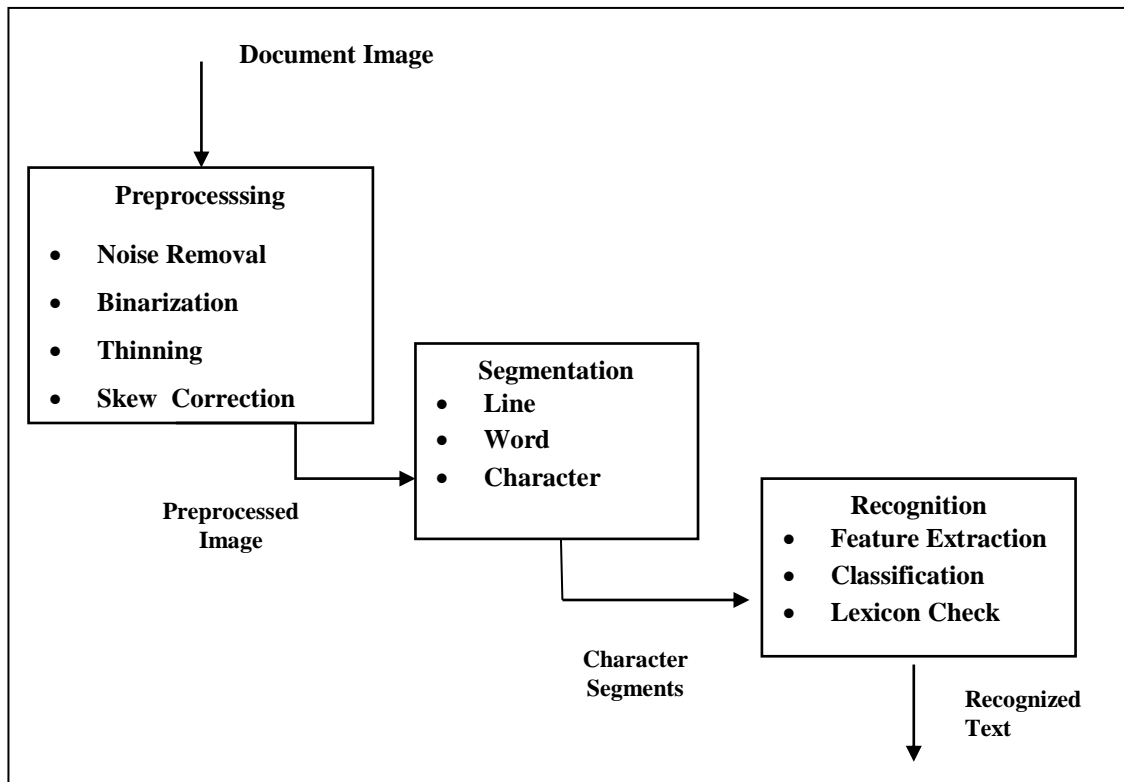 Document Image
Preprocesssing
• Noise Removal
• Binarization
• Thinning
• Skew Correction
Preprocessed
Image
Segmentation
• Line
• Word
• Character
Character
Segments
Recognition
• Feature Extraction
• Classification
• Lexicon Check
Recognized
Text